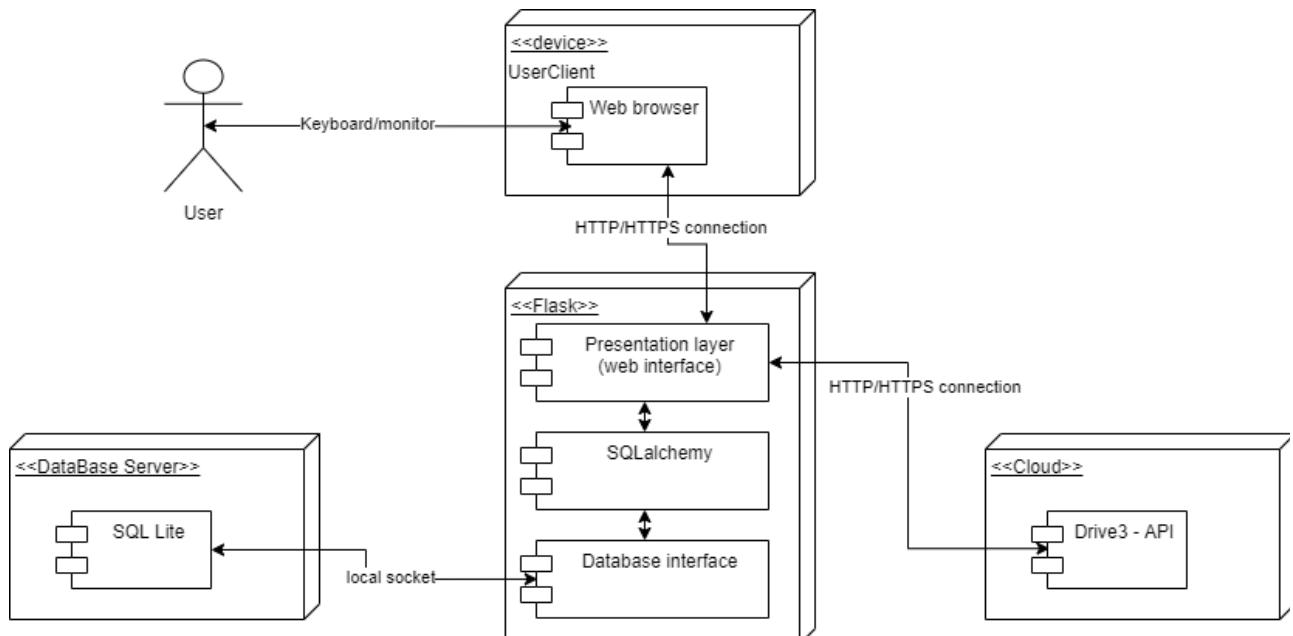 <<device>>
UserClient
Web browser
Keyboard/monitor
User
HTTP/HTTPS connection
<<Flask>>
Presentation layer
(web interface)
HTTP/HTTPS connection
SQLalchemy
<<DataBase Server>>
<<Cloud>>
SQL Lite
Drive3 - API
Database interface
local socket